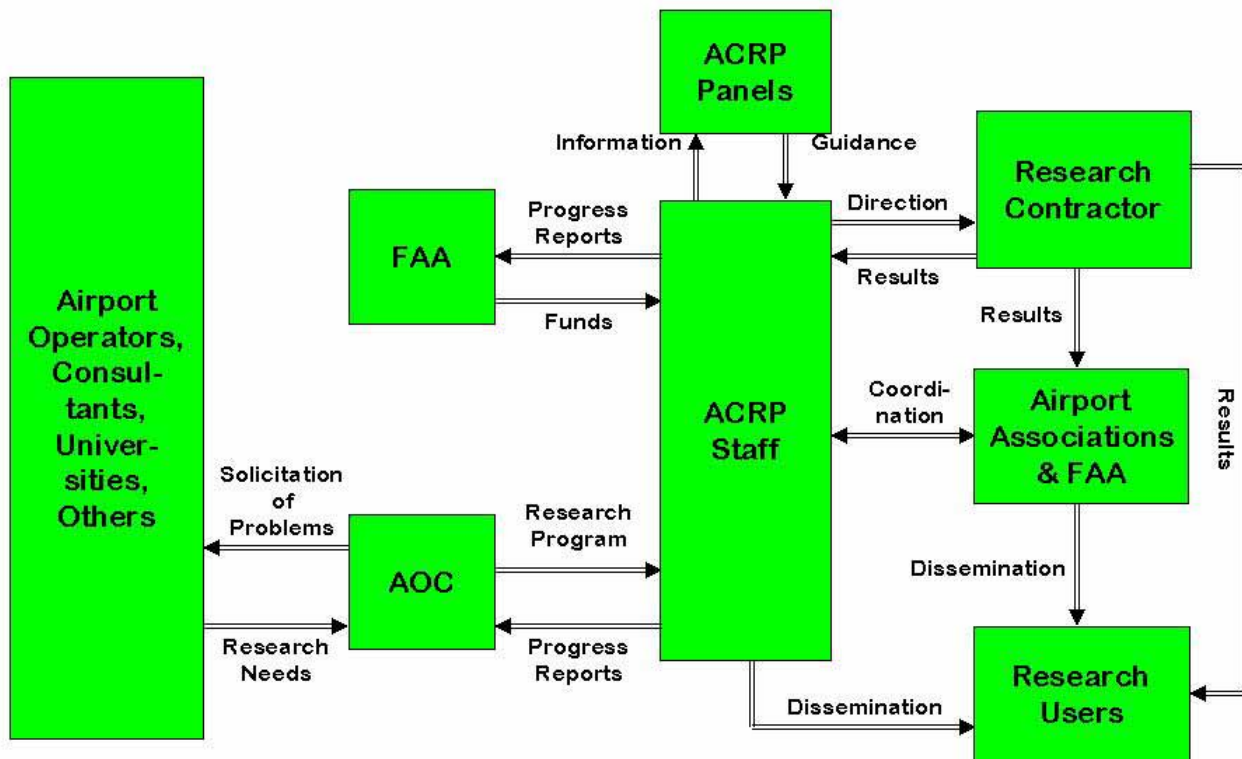 ACRP
Panels
Information
Guidance
Research
Contractor
Direction
Progress
Reports
FAA
Results
Funds
Results
Airport
Operators,
Consul-
tants,
Univer-
sities,
Others
ACRP
Staff
Coordi-
nation
Airport
Associations
& FAA
Results
Solicitation
of
Problems
Research
Program
AOC
Dissemination
Research
Needs
Progress
Reports
Research
Users
Dissemination